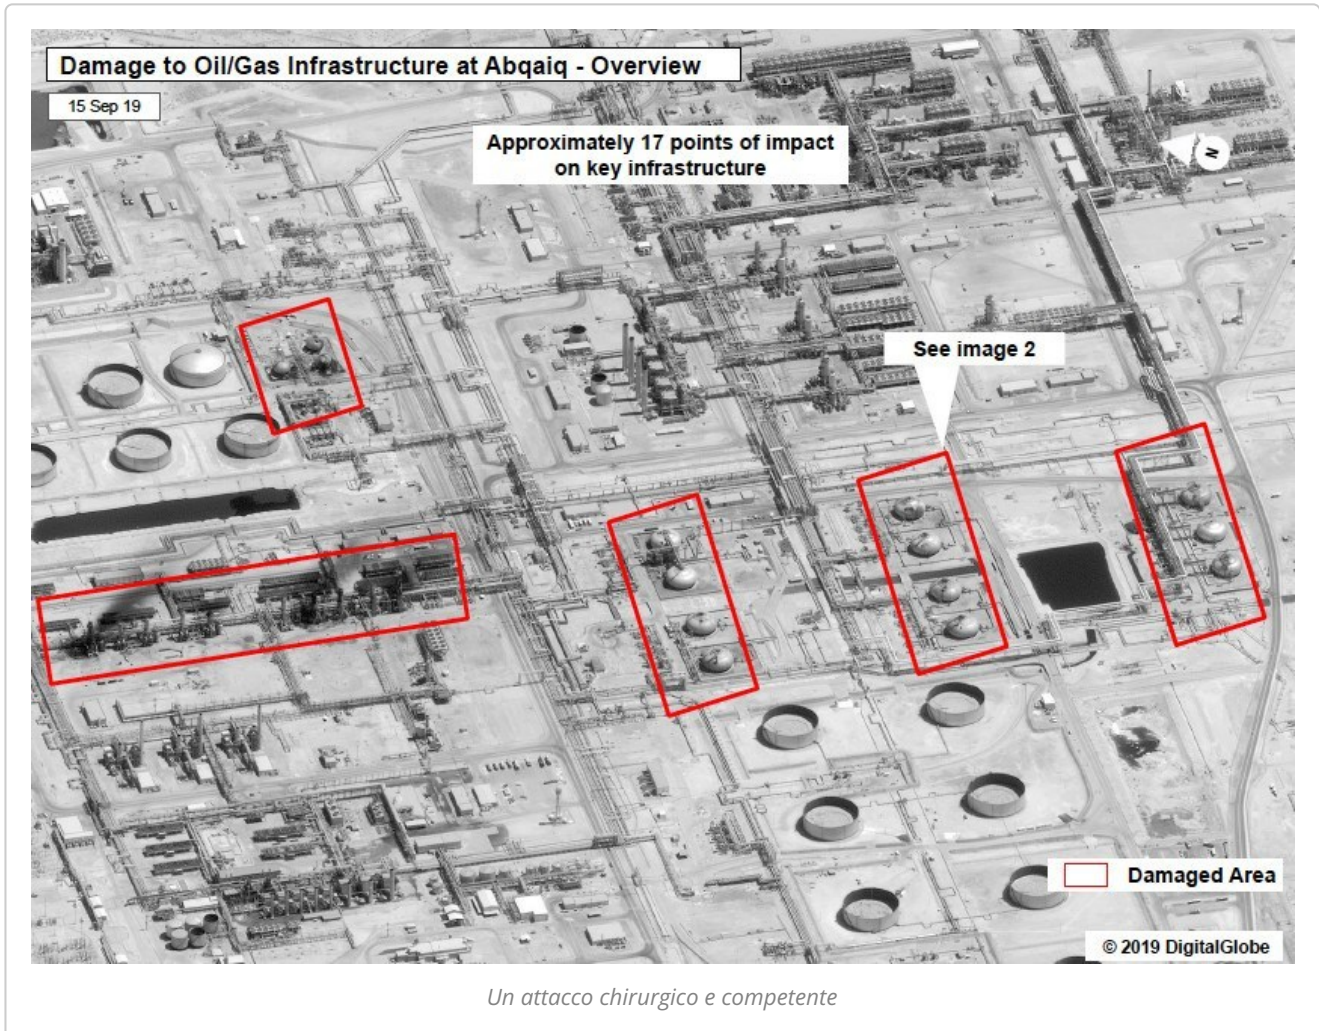 Damage to Oil/Gas Infrastructure at Abqaiq - Overview
15 Sep 19
Approximately 17 points of impact
on key infrastructure
N
See image 2
Damaged Area
© 2019 DigitalGlobe
Un attacco chirurgico e competente